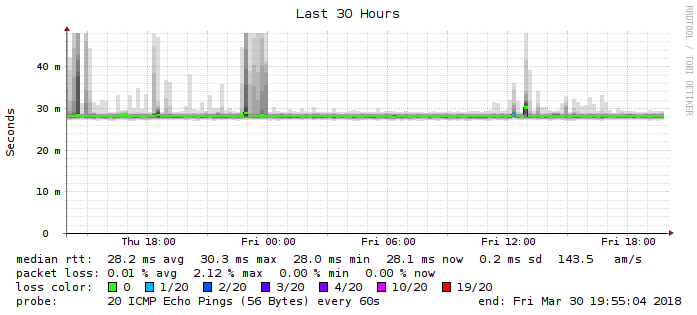 Last 30 Hours
RRDTOOL / TOBI OETIKER
Seconds
40 m
30 m
20 m
10 m
0
Thu 18:00 Fri 00:00 Fri 06:00 Fri 12:00 Fri 18:00
median rtt: 28.2 ms avg 30.3 ms max 28.0 ms min 28.1 ms now 0.2 ms sd 143.5 am/s
packet loss: 0.01 % avg 2.12 % max 0.00 % min 0.00 % now
loss color: 0 1/20 2/20 3/20 4/20 10/20 19/20
probe: 20 ICMP Echo Pings (56 Bytes) every 60s end: Fri Mar 30 19:55:04 2018